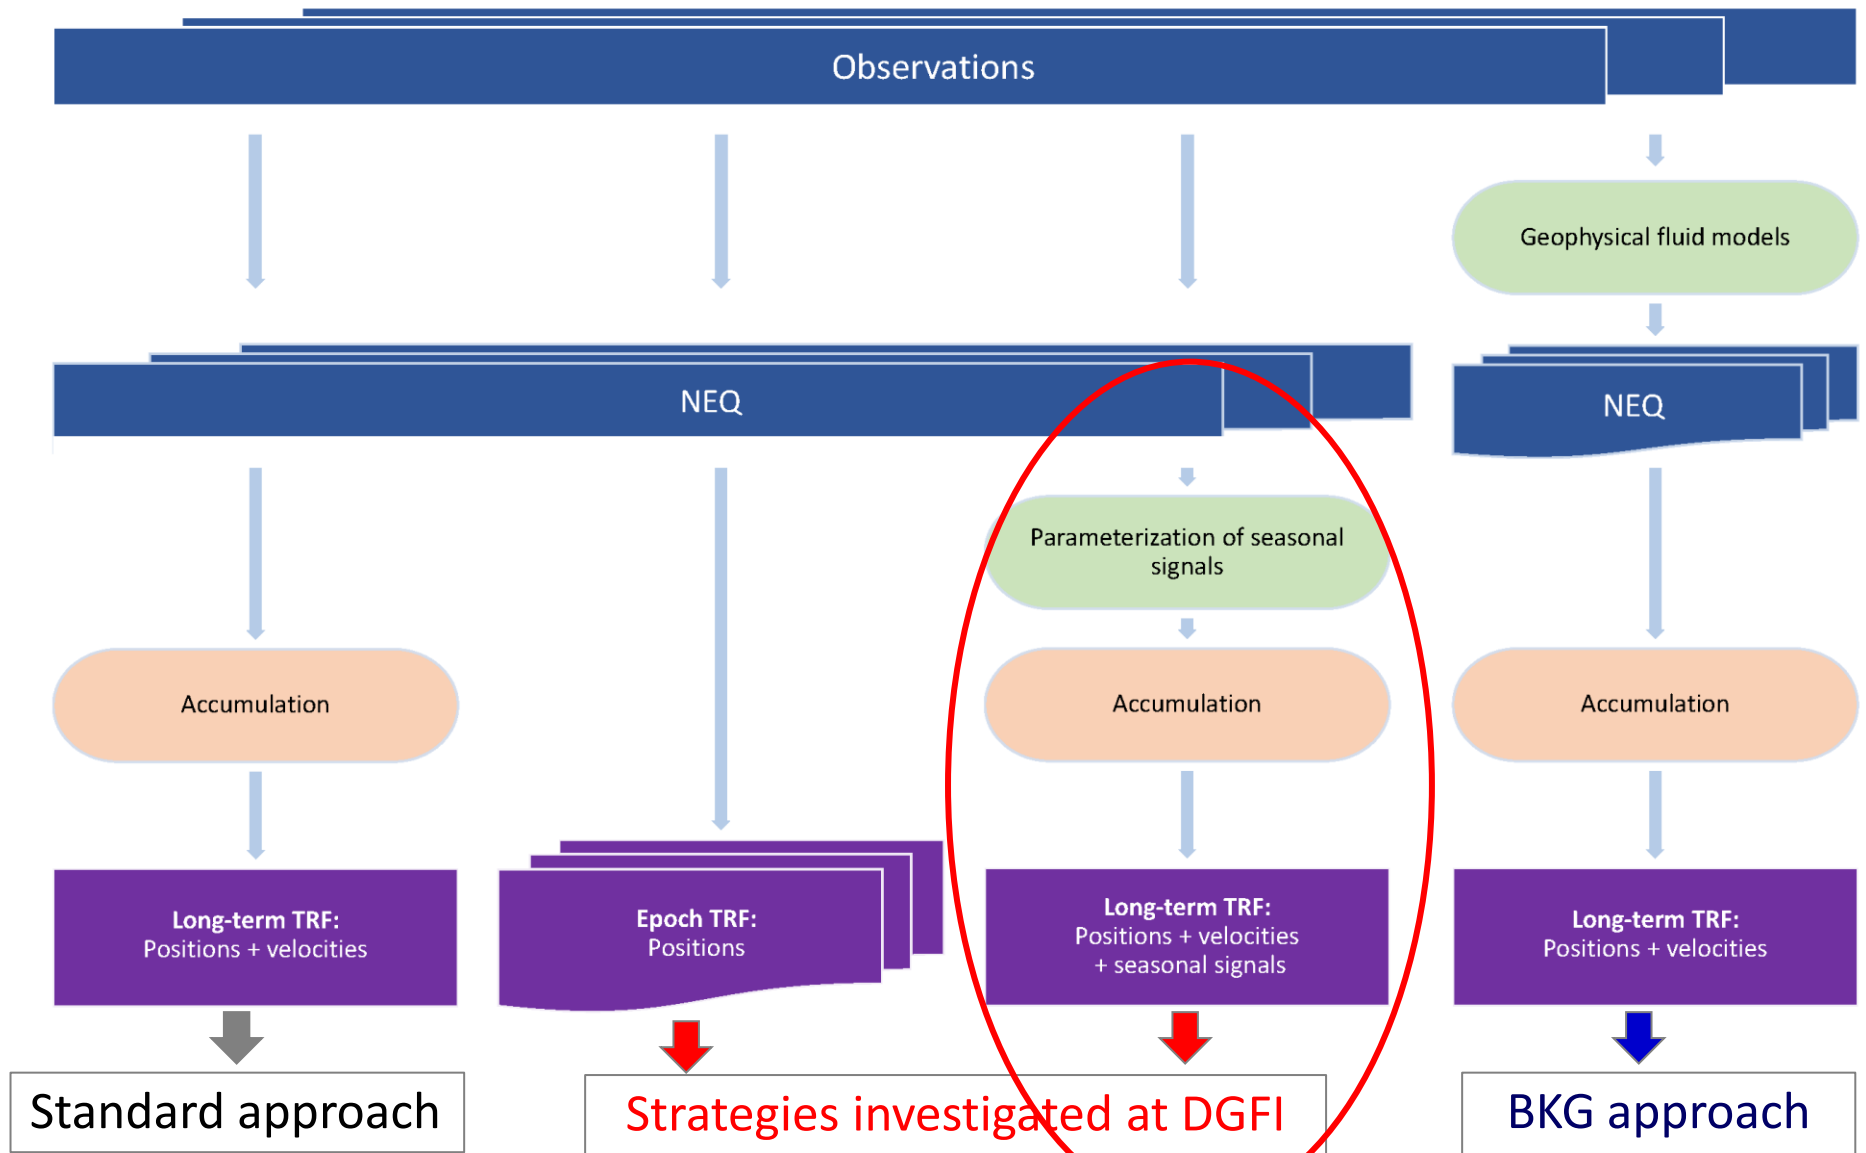 Observations
Geophysical fluid models
NEQ
NEQ
Parameterization of seasonal
signals
Accumulation
Accumulation
Accumulation
Long-term TRF:
Positions + velocities
Epoch TRF:
Positions
Long-term TRF:
Positions + velocities
+ seasonal signals
Long-term TRF:
Positions + velocities
Standard approach
Strategies investigated at DGFI
BKG approach